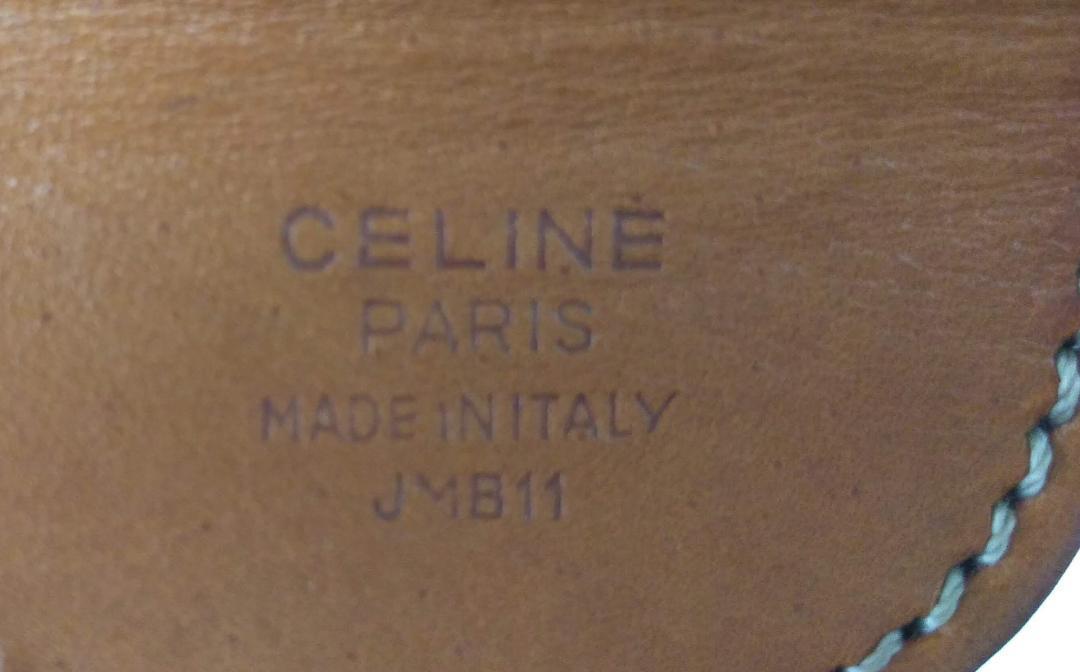 CELINE
PARIS
MADE IN ITALY
JMB11